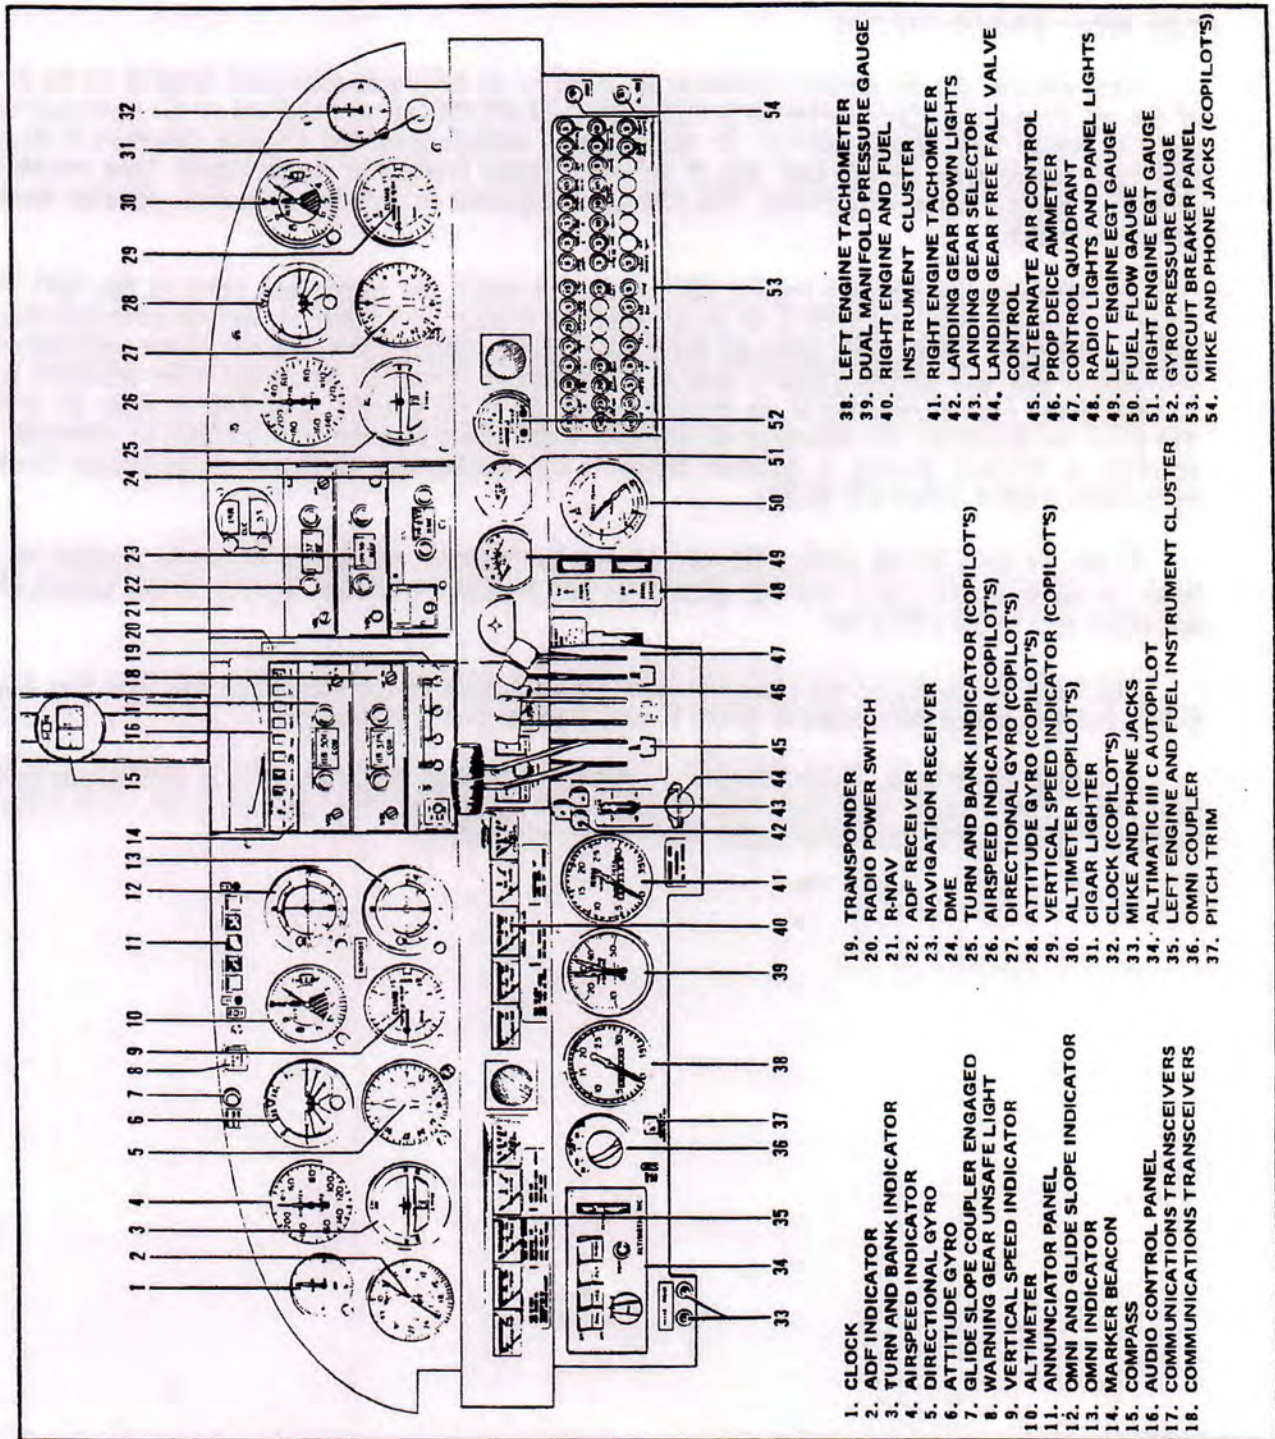 1
2
3
4
5
6
7
8
9
10
11
12
13
14
15
16
17
18
19
20
21
22
23
24
25
26
27
28
29
30
31
32
33
34
35
36
37
38
39
40
41
42
43
44
45
46
47
48
49
50
51
52
53
54
1. CLOCK
2. ADF INDICATOR
3. TURN AND BANK INDICATOR
4. AIRSPEED INDICATOR
5. DIRECTIONAL GYRO
6. ATTITUDE GYRO
7. GLIDE SLOPE COUPLER ENGAGED
8. WARNING GEAR UNSAFE LIGHT
9. VERTICAL SPEED INDICATOR
10. ALTIMETER
11. ANNUNCIATOR PANEL
12. OMNI AND GLIDE SLOPE INDICATOR
13. OMNI INDICATOR
14. MARKER BEACON
15. COMPASS
16. AUDIO CONTROL PANEL
17. COMMUNICATIONS TRANSCEIVERS
18. COMMUNICATIONS TRANSCEIVERS
19. TRANSPONDER
20. RADIO POWER SWITCH
21. R-NAV
22. ADF RECEIVER
23. NAVIGATION RECEIVER
24. DME
25. TURN AND BANK INDICATOR (COPILOT'S)
26. AIRSPEED INDICATOR (COPILOT'S)
27. DIRECTIONAL GYRO (COPILOT'S)
28. ATTITUDE GYRO (COPILOT'S)
29. VERTICAL SPEED INDICATOR (COPILOT'S)
30. ALTIMETER (COPILOT'S)
31. CIGAR LIGHTER
32. CLOCK (COPILOT'S)
33. MIKE AND PHONE JACKS
34. ALTIMATIC III C AUTOPILOT
35. LEFT ENGINE AND FUEL INSTRUMENT CLUSTER
36. OMNI COUPLER
37. PITCH TRIM
38. LEFT ENGINE TACHOMETER
39. DUAL MANIFOLD PRESSURE GAUGE
40. RIGHT ENGINE AND FUEL
INSTRUMENT CLUSTER
41. RIGHT ENGINE TACHOMETER
42. LANDING GEAR DOWN LIGHTS
43. LANDING GEAR SELECTOR
44. LANDING GEAR FREE FALL VALVE
CONTROL
45. ALTERNATE AIR CONTROL
46. PROP DEICE AMMETER
47. CONTROL QUADRANT
48. RADIO LIGHTS AND PANEL LIGHTS
49. LEFT ENGINE EGT GAUGE
50. FUEL FLOW GAUGE
51. RIGHT ENGINE EGT GAUGE
52. GYRO PRESSURE GAUGE
53. CIRCUIT BREAKER PANEL
54. MIKE AND PHONE JACKS (COPILOT'S)